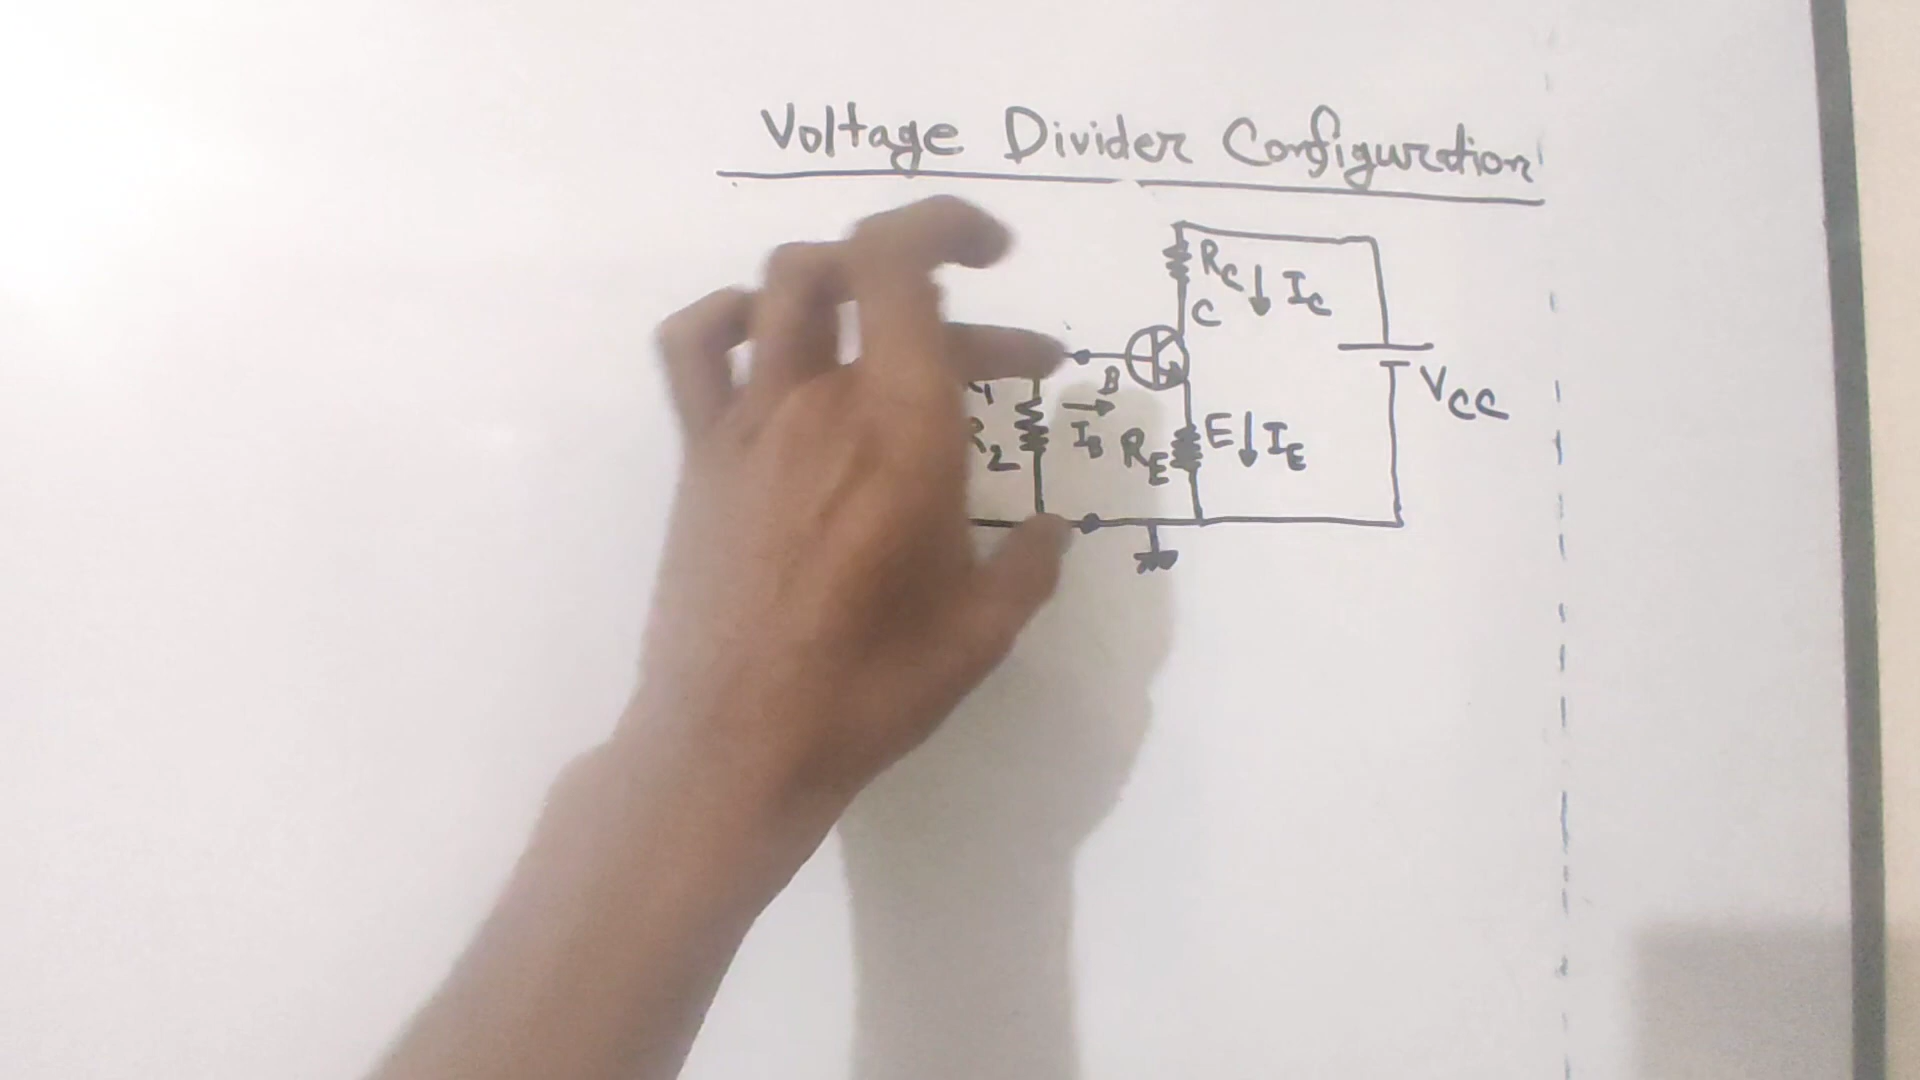 Voltage Divider Configuration
RC IC
C
B
VCC
R2 IB RE E IE